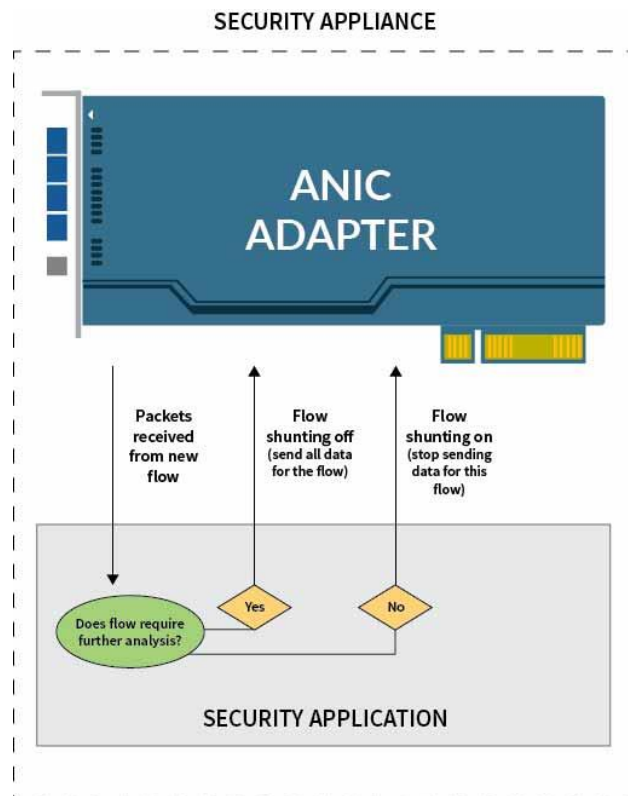 SECURITY APPLIANCE
ANIC
ADAPTER
Packets
received
from new
flow
Flow
shunting off
(send all data
for the flow)
Flow
shunting on
(stop sending
data for this
flow)
Does flow require
further analysis?
Yes
No
SECURITY APPLICATION